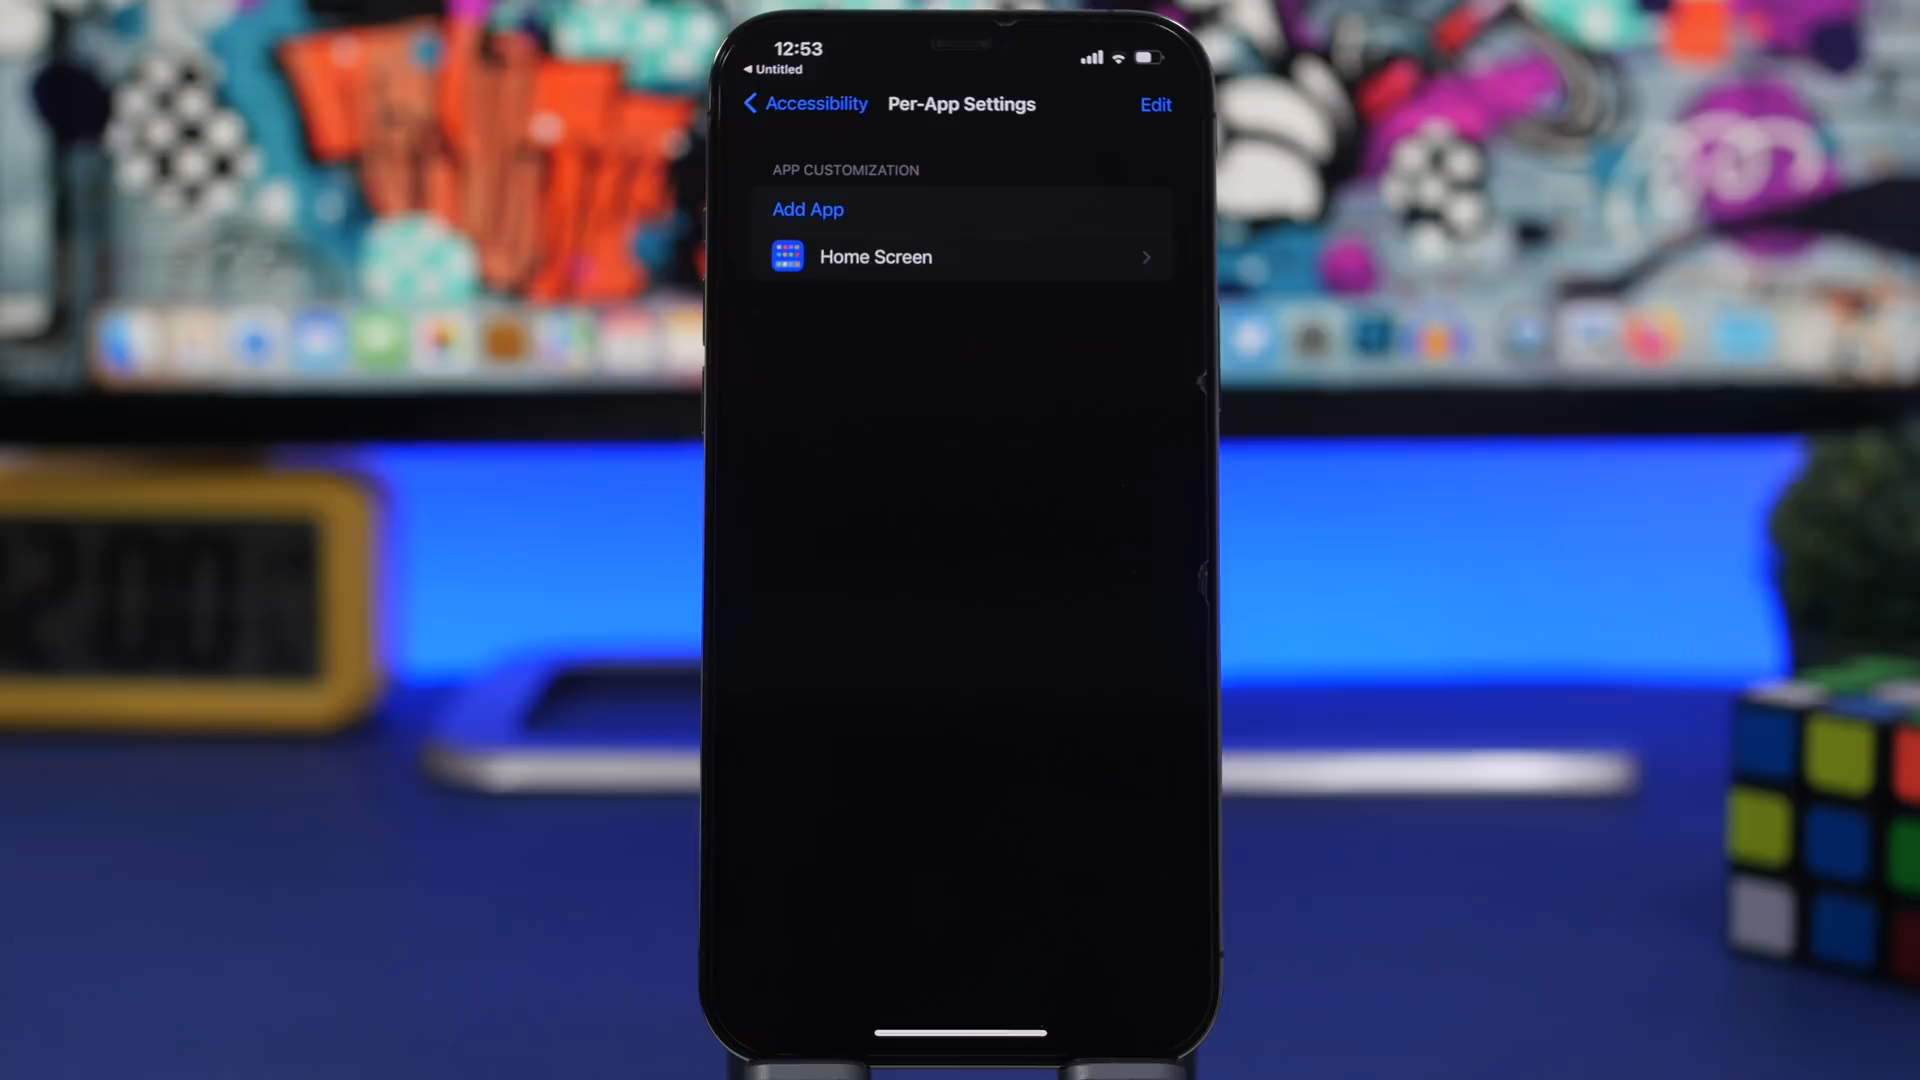 12:53
◀ Untitled
Accessibility
Per-App Settings
Edit
APP CUSTOMIZATION
Add App
Home Screen